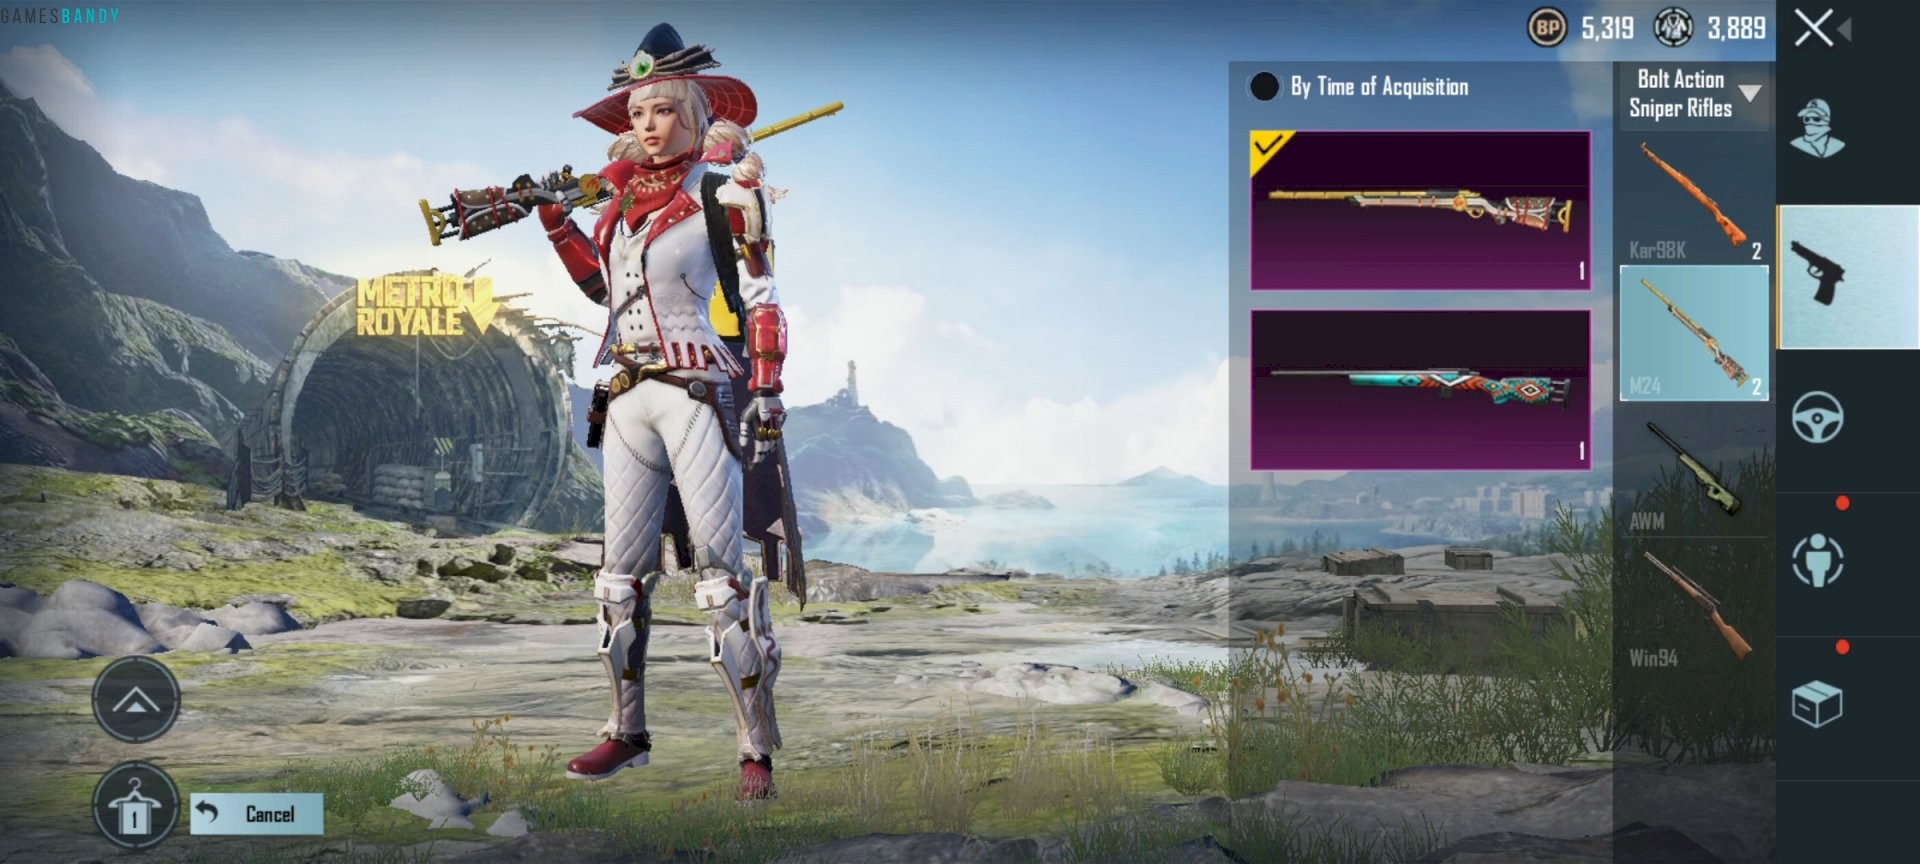 GAMESBANDY
BP 5,319 3,889
By Time of Acquisition
Bolt Action
Sniper Rifles
1
Kar98K 2
METRO
ROYALE
M24 2
1
AWM
Win94
1
Cancel